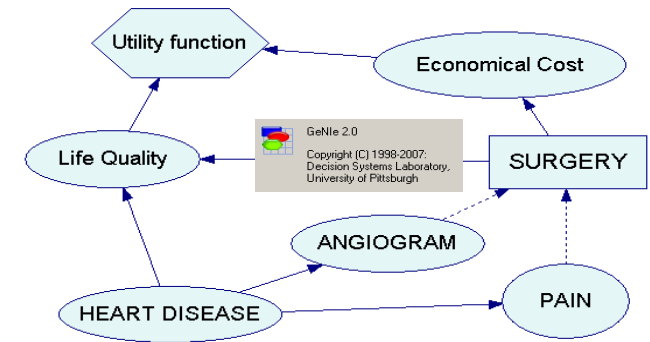 Utility function
Economical Cost
GeNIe 2.0
Copyright (C) 1998-2007:
Decision Systems Laboratory,
University of Pittsburgh
Life Quality
SURGERY
ANGIOGRAM
HEART DISEASE
PAIN